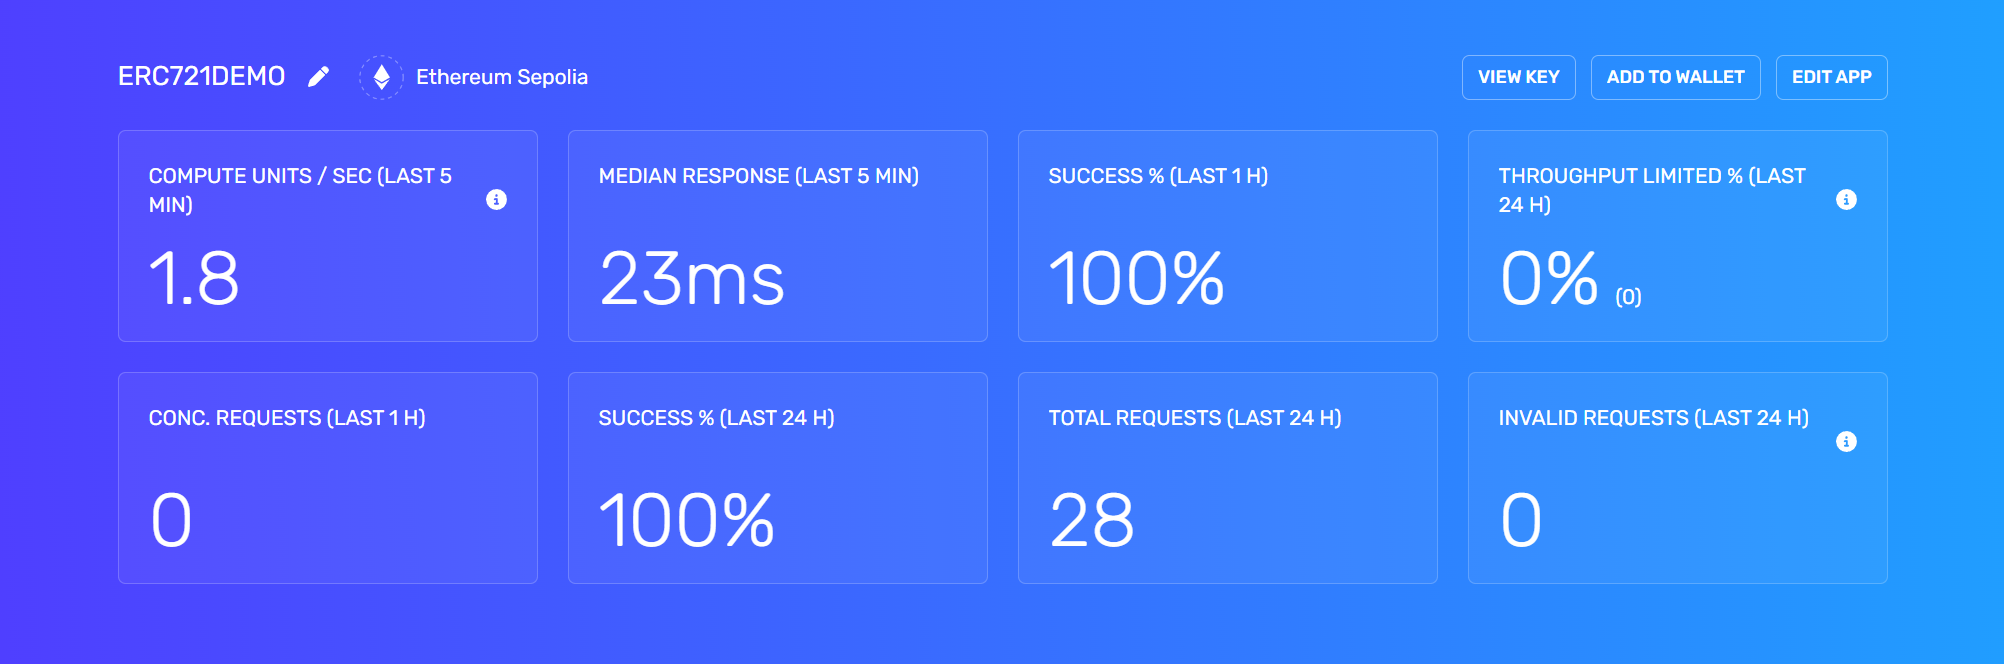 ERC721DEMO
Ethereum Sepolia
VIEW KEY
ADD TO WALLET
EDIT APP
COMPUTE UNITS / SEC (LAST 5
MIN)
1.8
MEDIAN RESPONSE (LAST 5 MIN)
23ms
SUCCESS % (LAST 1 H)
100%
THROUGHPUT LIMITED % (LAST
24 H)
0% (0)
CONC. REQUESTS (LAST 1 H)
0
SUCCESS % (LAST 24 H)
100%
TOTAL REQUESTS (LAST 24 H)
28
INVALID REQUESTS (LAST 24 H)
0